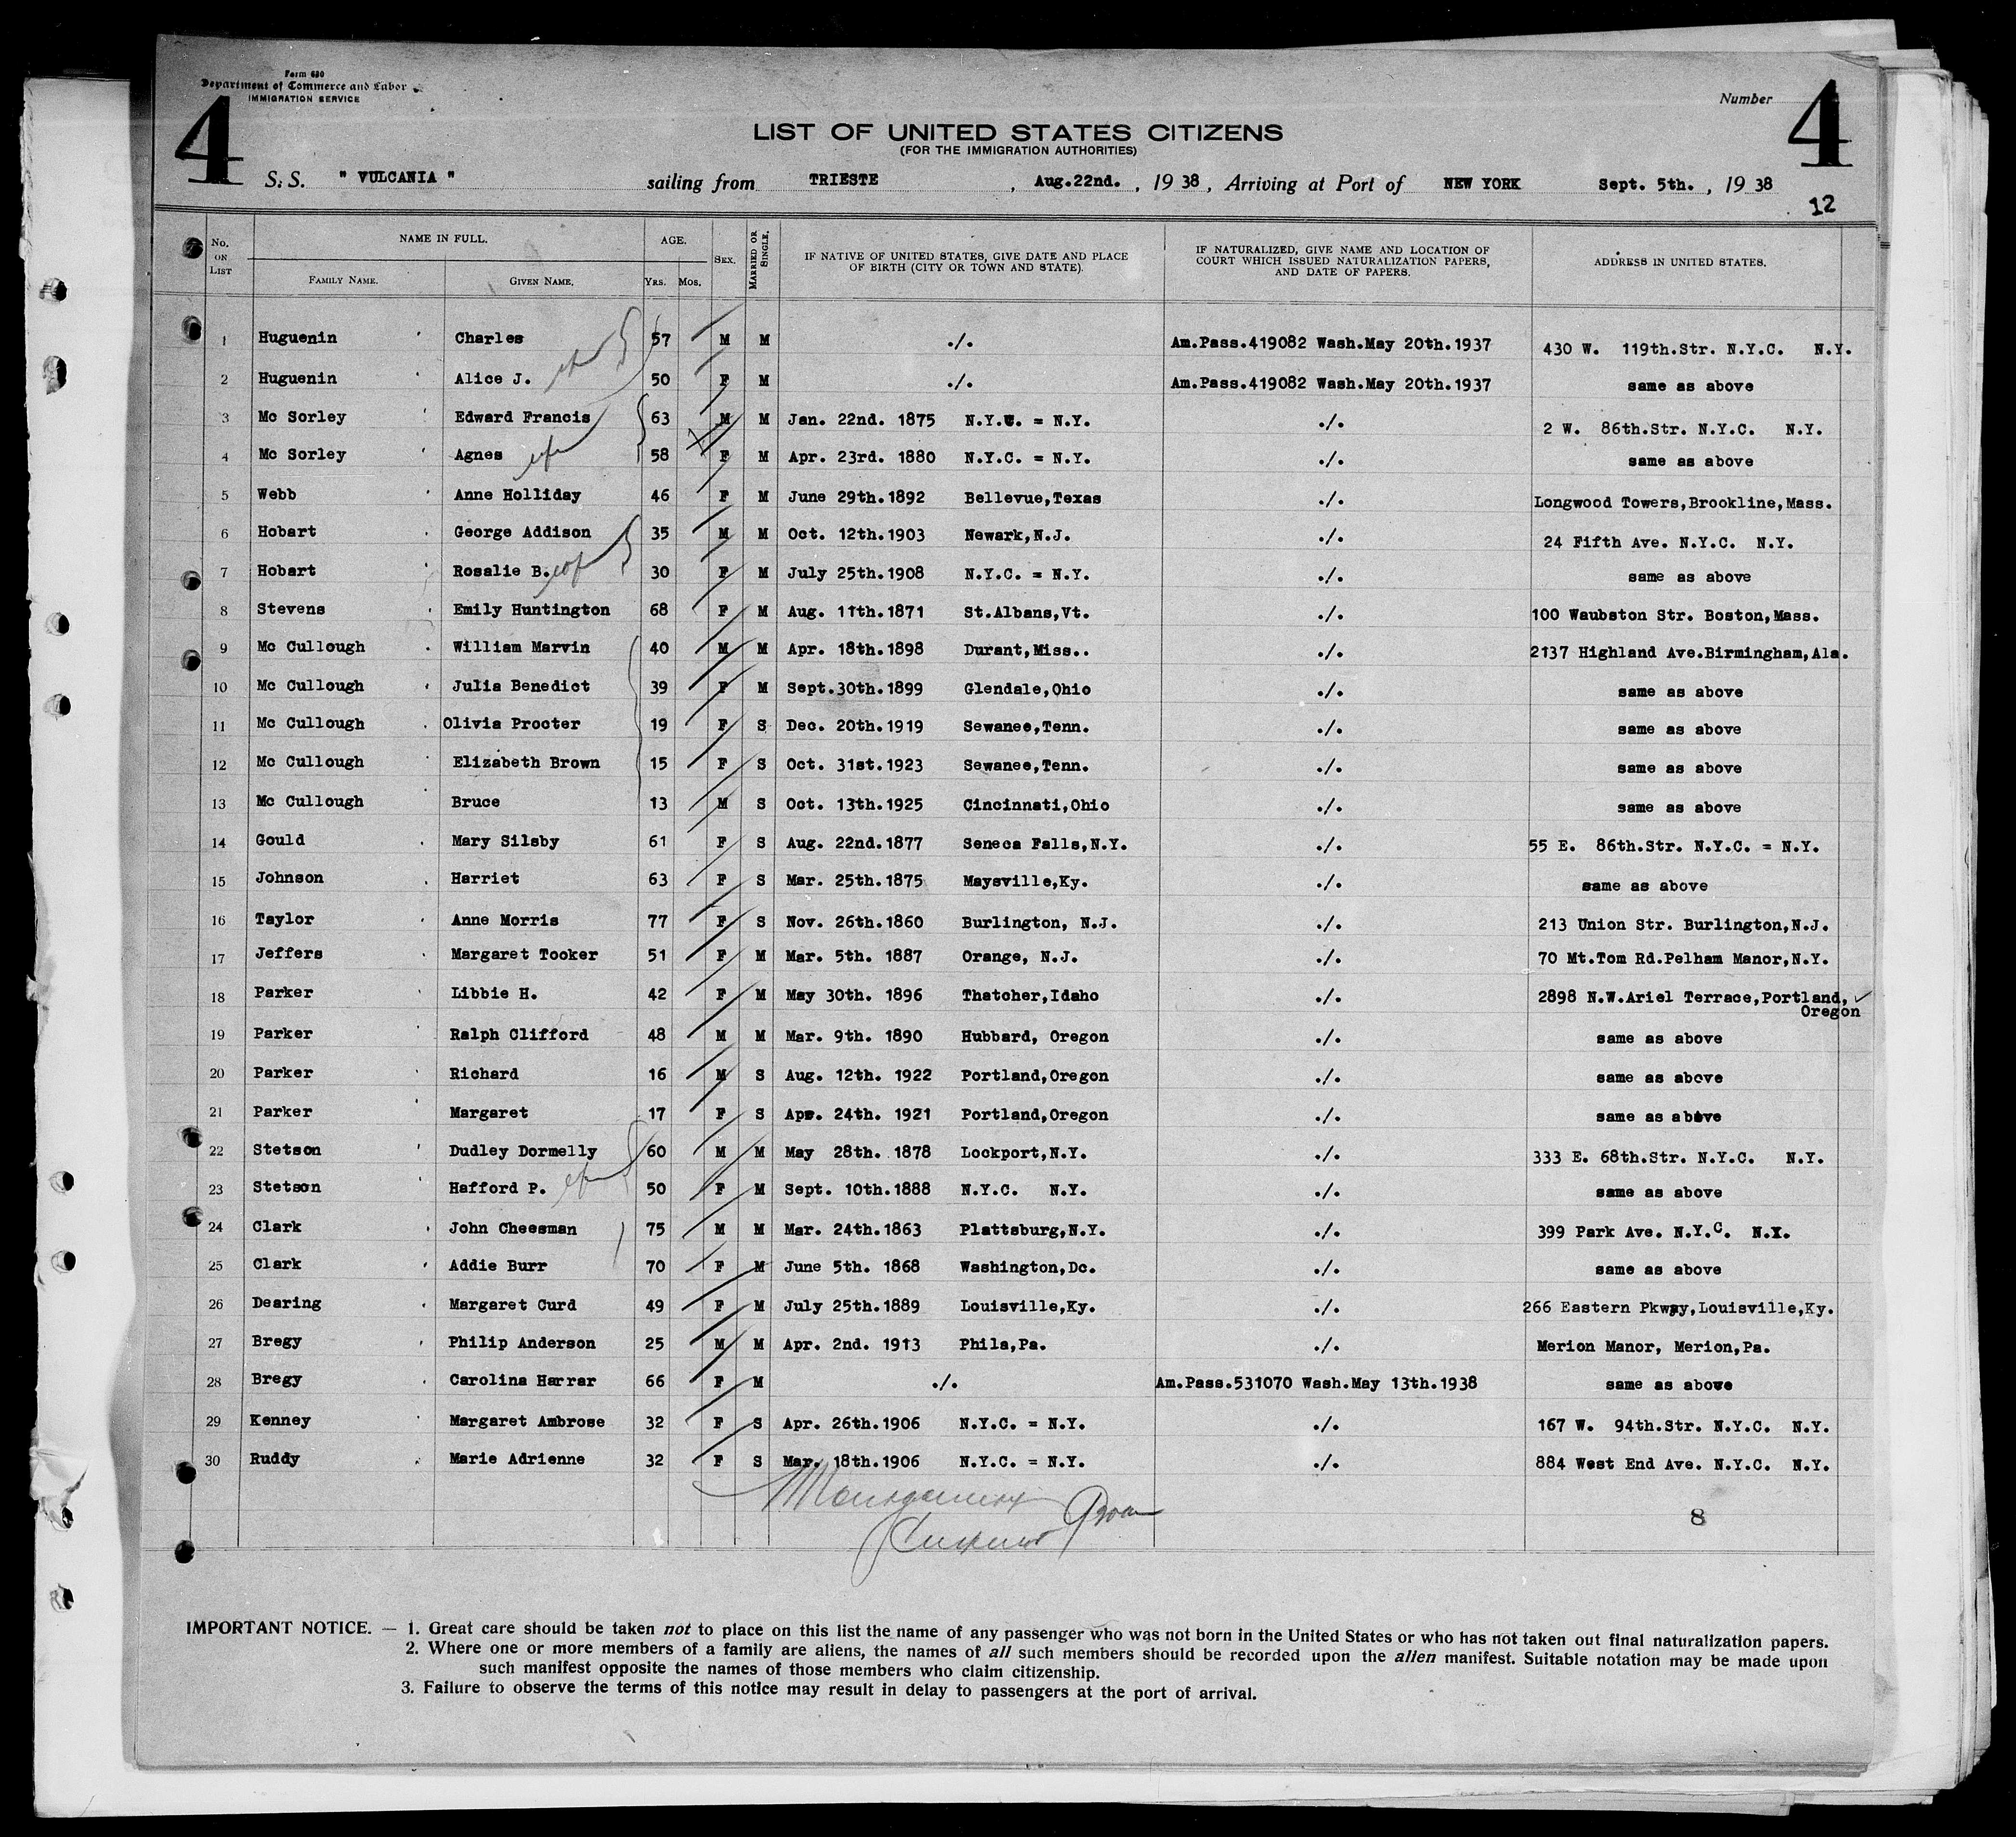 Form 630
Department of Commerce and Labor
IMMIGRATION SERVICE
4
Number
4
LIST OF UNITED STATES CITIZENS
(FOR THE IMMIGRATION AUTHORITIES)
S. S. " VULCANIA " sailing from TRIESTE , Aug.22nd. , 19 38 , Arriving at Port of NEW YORK Sept. 5th. , 19 38
12
No. ON LIST NAME IN FULL. AGE. SEX. MARRIED OR SINGLE. IF NATIVE OF UNITED STATES, GIVE DATE AND PLACE OF BIRTH (CITY OR TOWN AND STATE). IF NATURALIZED, GIVE NAME AND LOCATION OF COURT WHICH ISSUED NATURALIZATION PAPERS, AND DATE OF PAPERS. ADDRESS IN UNITED STATES.
FAMILY NAME. GIVEN NAME. YRS. MOS.
1 Huguenin Charles 57 M M ./. Am.Pass.419082 Wash.May 20th.1937 430 W. 119th.Str. N.Y.C. N.Y.
2 Huguenin Alice J. 50 F M ./. Am.Pass.419082 Wash.May 20th.1937 same as above
3 Mc Sorley Edward Francis 63 M M Jan. 22nd. 1875 N.Y.C. = N.Y. ./. 2 W. 86th.Str. N.Y.C. N.Y.
4 Mc Sorley Agnes 58 F M Apr. 23rd. 1880 N.Y.C. = N.Y. ./. same as above
5 Webb Anne Holliday 46 F M June 29th.1892 Bellevue,Texas ./. Longwood Towers,Brookline,Mass.
6 Hobart George Addison 35 M M Oct. 12th.1903 Newark,N.J. ./. 24 Fifth Ave. N.Y.C. N.Y.
7 Hobart Rosalie B. 30 F M July 25th.1908 N.Y.C. = N.Y. ./. same as above
8 Stevens Emily Huntington 68 F M Aug. 11th.1871 St.Albans,Vt. ./. 100 Waubston Str. Boston,Mass.
9 Mc Cullough William Marvin 40 M M Apr. 18th.1898 Durant,Miss.. ./. 2137 Highland Ave.Birmingham,Ala.
10 Mc Cullough Julia Benedict 39 F M Sept.30th.1899 Glendale,Ohio ./. same as above
11 Mc Cullough Olivia Procter 19 F S Dec. 20th.1919 Sewanee,Tenn. ./. same as above
12 Mc Cullough Elizabeth Brown 15 F S Oct. 31st.1923 Sewanee,Tenn. ./. same as above
13 Mc Cullough Bruce 13 M S Oct. 13th.1925 Cincinnati,Ohio ./. same as above
14 Gould Mary Silsby 61 F S Aug. 22nd.1877 Seneca Falls,N.Y. ./. 55 E. 86th.Str. N.Y.C. = N.Y.
15 Johnson Harriet 63 F S Mar. 25th.1875 Maysville,Ky. ./. same as above
16 Taylor Anne Morris 77 F S Nov. 26th.1860 Burlington, N.J. ./. 213 Union Str. Burlington,N.J.
17 Jeffers Margaret Tooker 51 F M Mar. 5th. 1887 Orange, N.J. ./. 70 Mt.Tom Rd.Pelham Manor,N.Y.
18 Parker Libbie H. 42 F M May 30th. 1896 Thatcher,Idaho ./. 2898 N.W.Ariel Terrace,Portland, ✓
Oregon
19 Parker Ralph Clifford 48 M M Mar. 9th. 1890 Hubbard, Oregon ./. same as above
20 Parker Richard 16 M S Aug. 12th. 1922 Portland,Oregon ./. same as above
21 Parker Margaret 17 F S Apr. 24th. 1921 Portland,Oregon ./. same as above
22 Stetson Dudley Dormelly 60 M M May 28th. 1878 Lockport,N.Y. ./. 333 E. 68th.Str. N.Y.C. N.Y.
23 Stetson Hafford P. 50 F M Sept. 10th.1888 N.Y.C. N.Y. ./. same as above
24 Clark John Cheesman 75 M M Mar. 24th.1863 Plattsburg,N.Y. ./. 399 Park Ave. N.Y.C. N.Y.
25 Clark Addie Burr 70 F M June 5th. 1868 Washington,Dc. ./. same as above
26 Dearing Margaret Curd 49 F M July 25th.1889 Louisville,Ky. ./. 266 Eastern Pkway,Louisville,Ky.
27 Bregy Philip Anderson 25 M M Apr. 2nd. 1913 Phila,Pa. ./. Merion Manor, Merion,Pa.
28 Bregy Carolina Harrar 66 F M ./. Am.Pass.531070 Wash.May 13th.1938 same as above
29 Kenney Margaret Ambrose 32 F S Apr. 26th.1906 N.Y.C. = N.Y. ./. 167 W. 94th.Str. N.Y.C. N.Y.
30 Ruddy Marie Adrienne 32 F S Mar. 18th.1906 N.Y.C. = N.Y. ./. 884 West End Ave. N.Y.C. N.Y.
Montgomery
8
IMPORTANT NOTICE. — 1. Great care should be taken not to place on this list the name of any passenger who was not born in the United States or who has not taken out final naturalization papers.
2. Where one or more members of a family are aliens, the names of all such members should be recorded upon the alien manifest. Suitable notation may be made upon
such manifest opposite the names of those members who claim citizenship.
3. Failure to observe the terms of this notice may result in delay to passengers at the port of arrival.